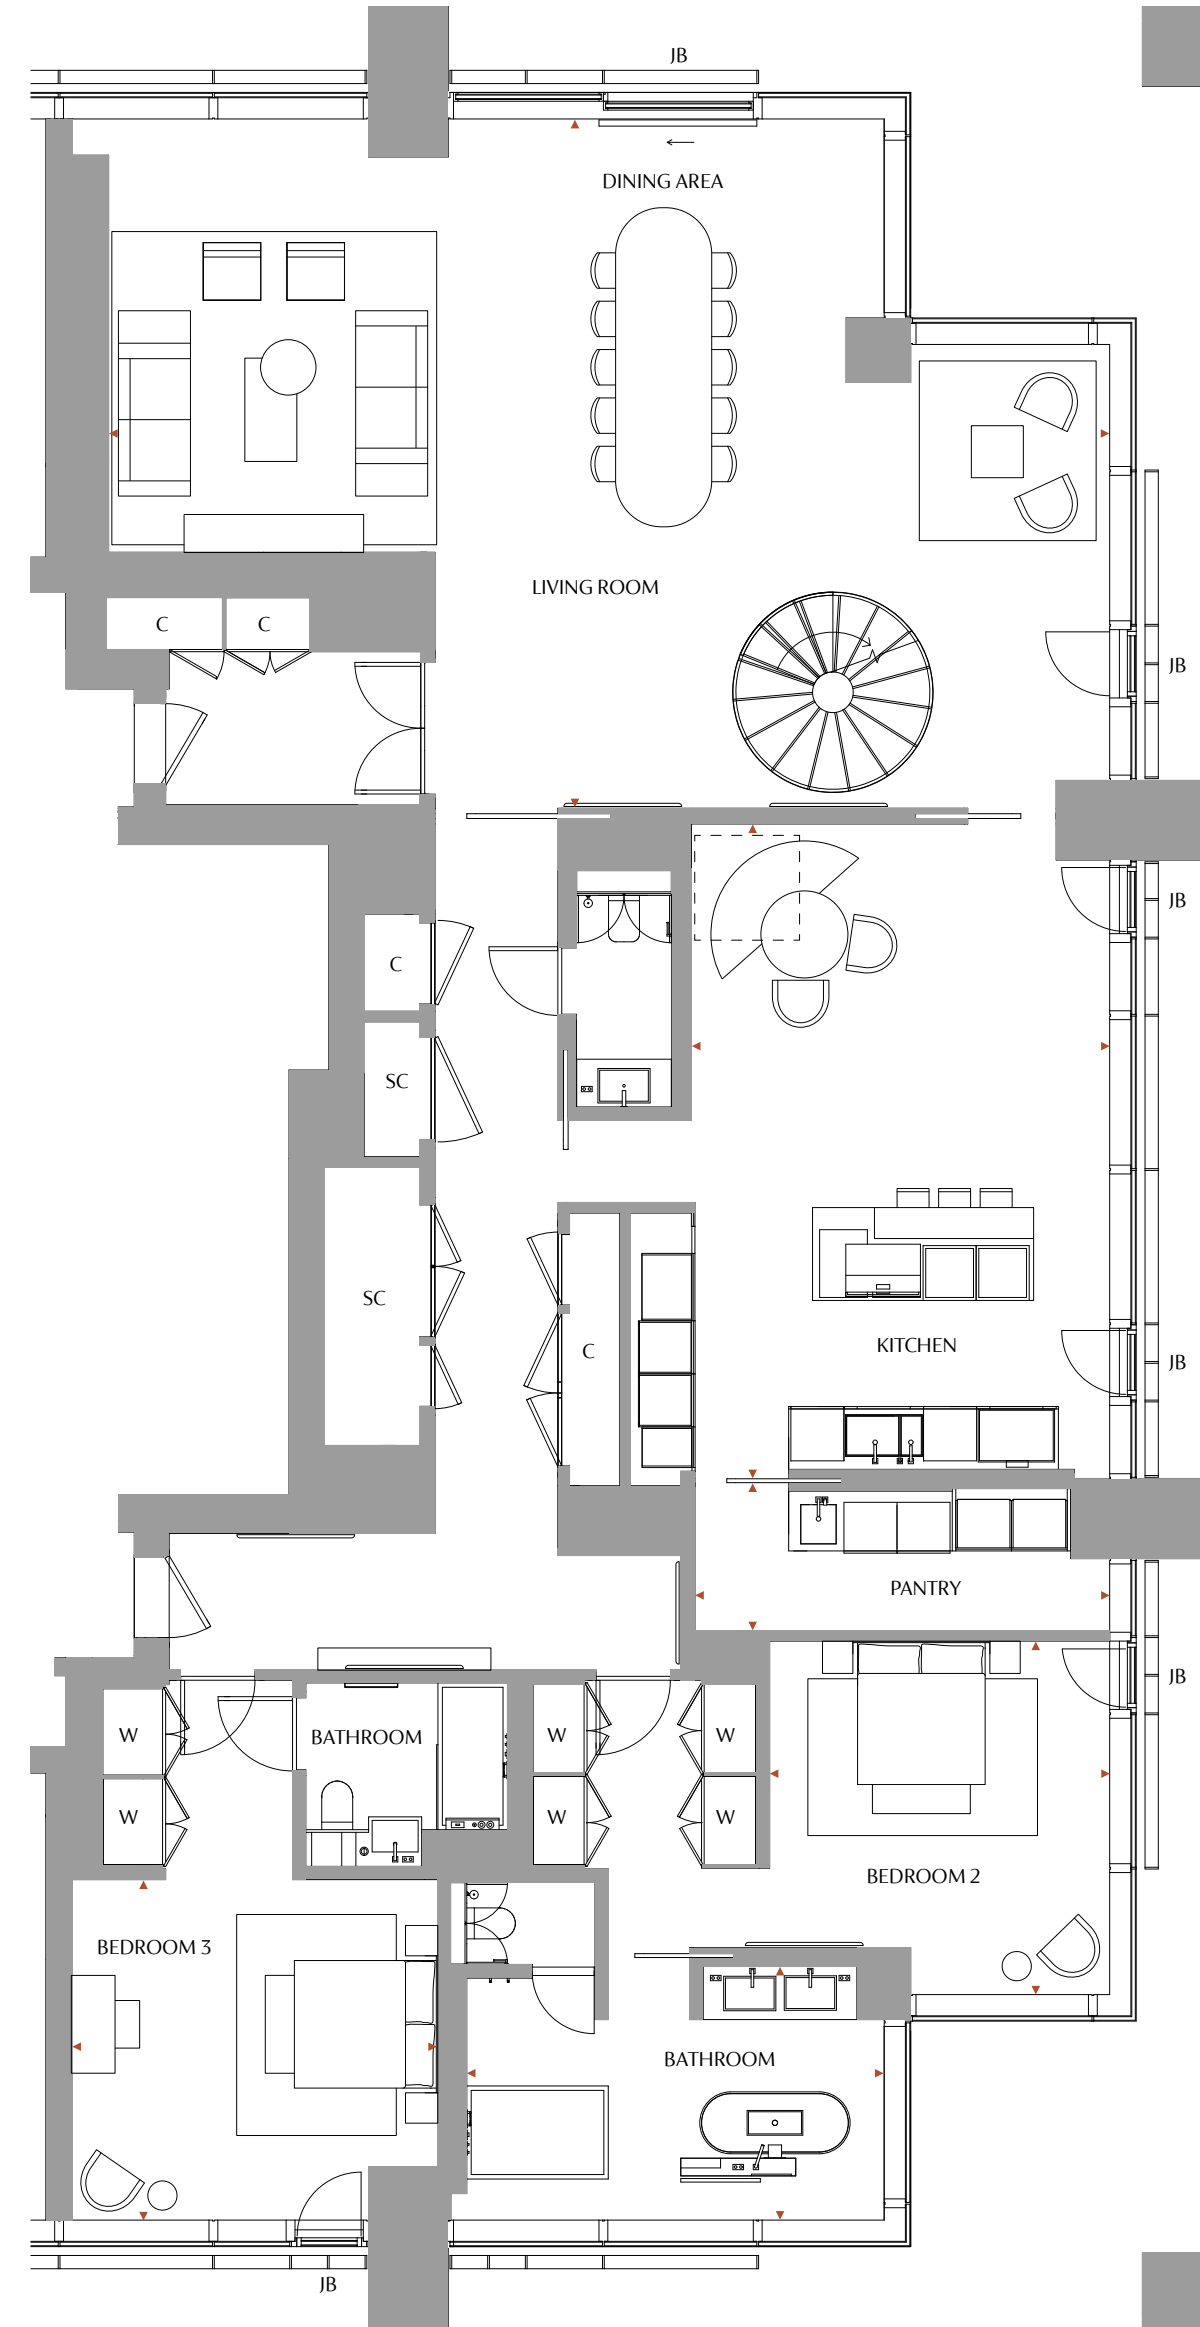 JB
DINING AREA
LIVING ROOM
C
C
JB
JB
C
SC
SC
C
KITCHEN
JB
PANTRY
JB
W
BATHROOM
W
W
W
W
W
BEDROOM 2
BEDROOM 3
BATHROOM
JB